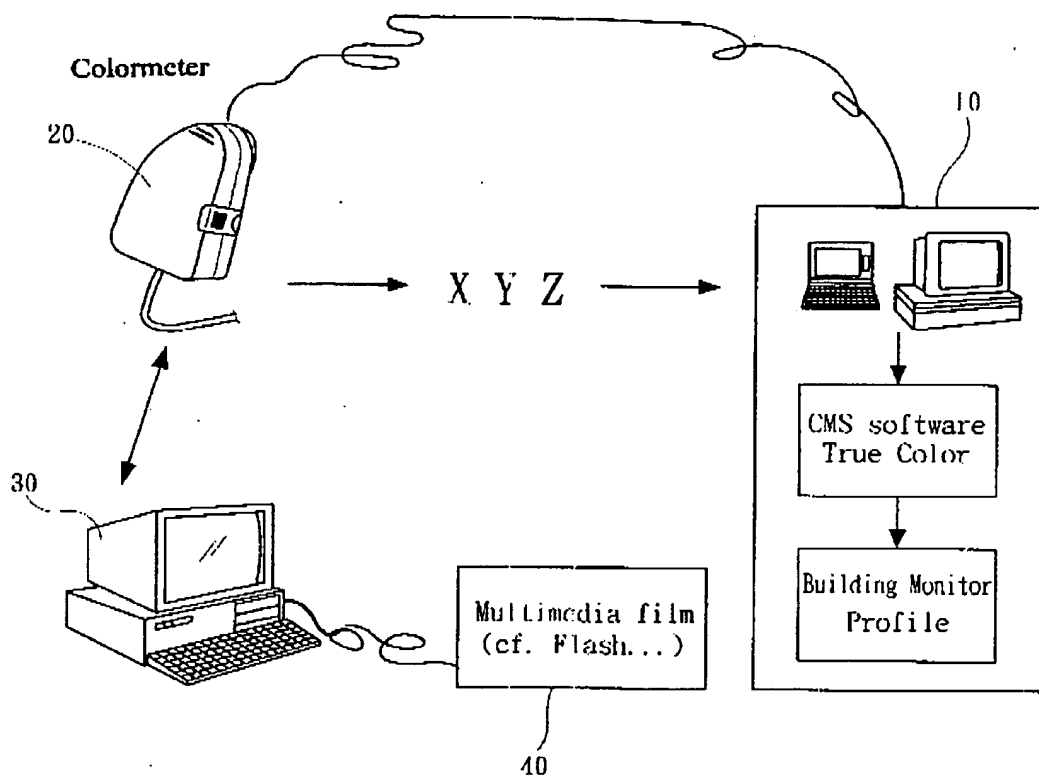 Colormeter
20
10
X Y Z
CMS software
True Color
30
Building Monitor
Profile
Multimedia film
(cf. Flash...)
40